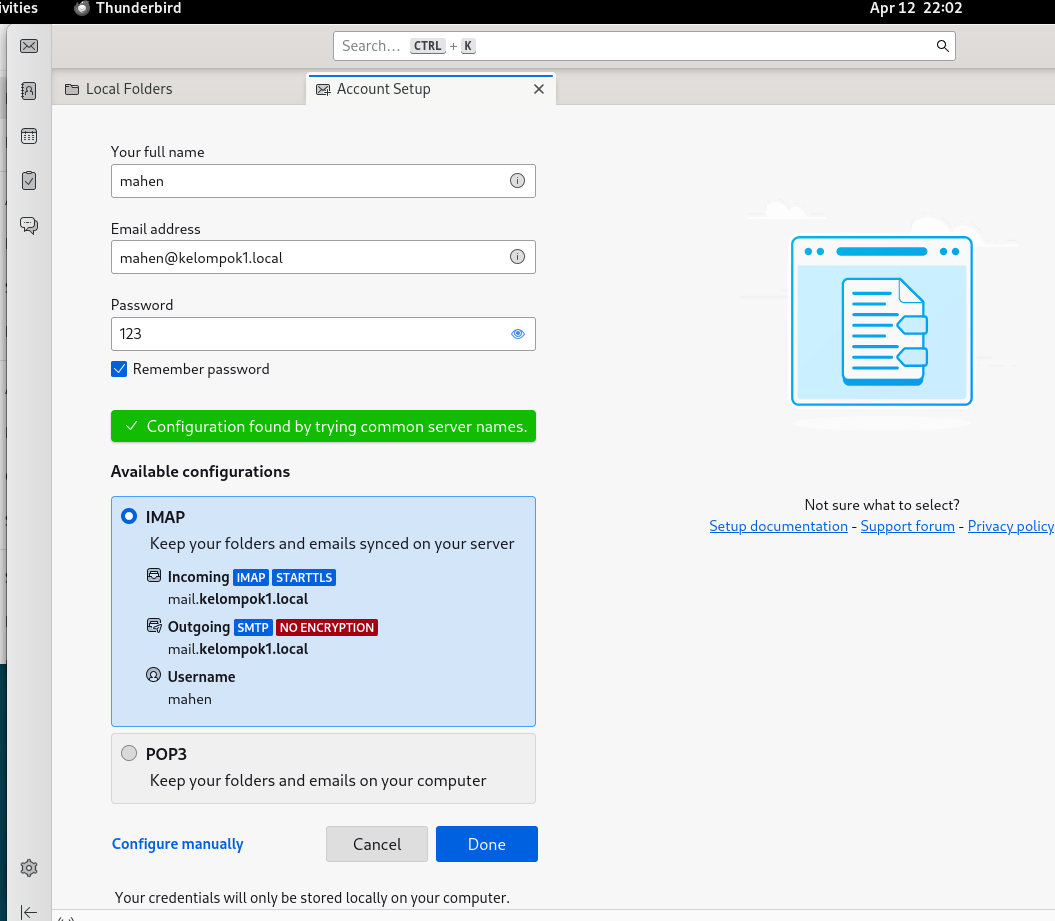 ivities Thunderbird Apr 12 22:02
Search... CTRL + K
Local Folders Account Setup
Your full name
mahen
Email address
mahen@kelompok1.local
Password
123
Remember password
Configuration found by trying common server names.
Available configurations
IMAP
Keep your folders and emails synced on your server
Incoming IMAP STARTTLS
mail.kelompok1.local
Outgoing SMTP NO ENCRYPTION
mail.kelompok1.local
Username
mahen
POP3
Keep your folders and emails on your computer
Configure manually Cancel Done
Your credentials will only be stored locally on your computer.
Not sure what to select?
Setup documentation - Support forum - Privacy policy